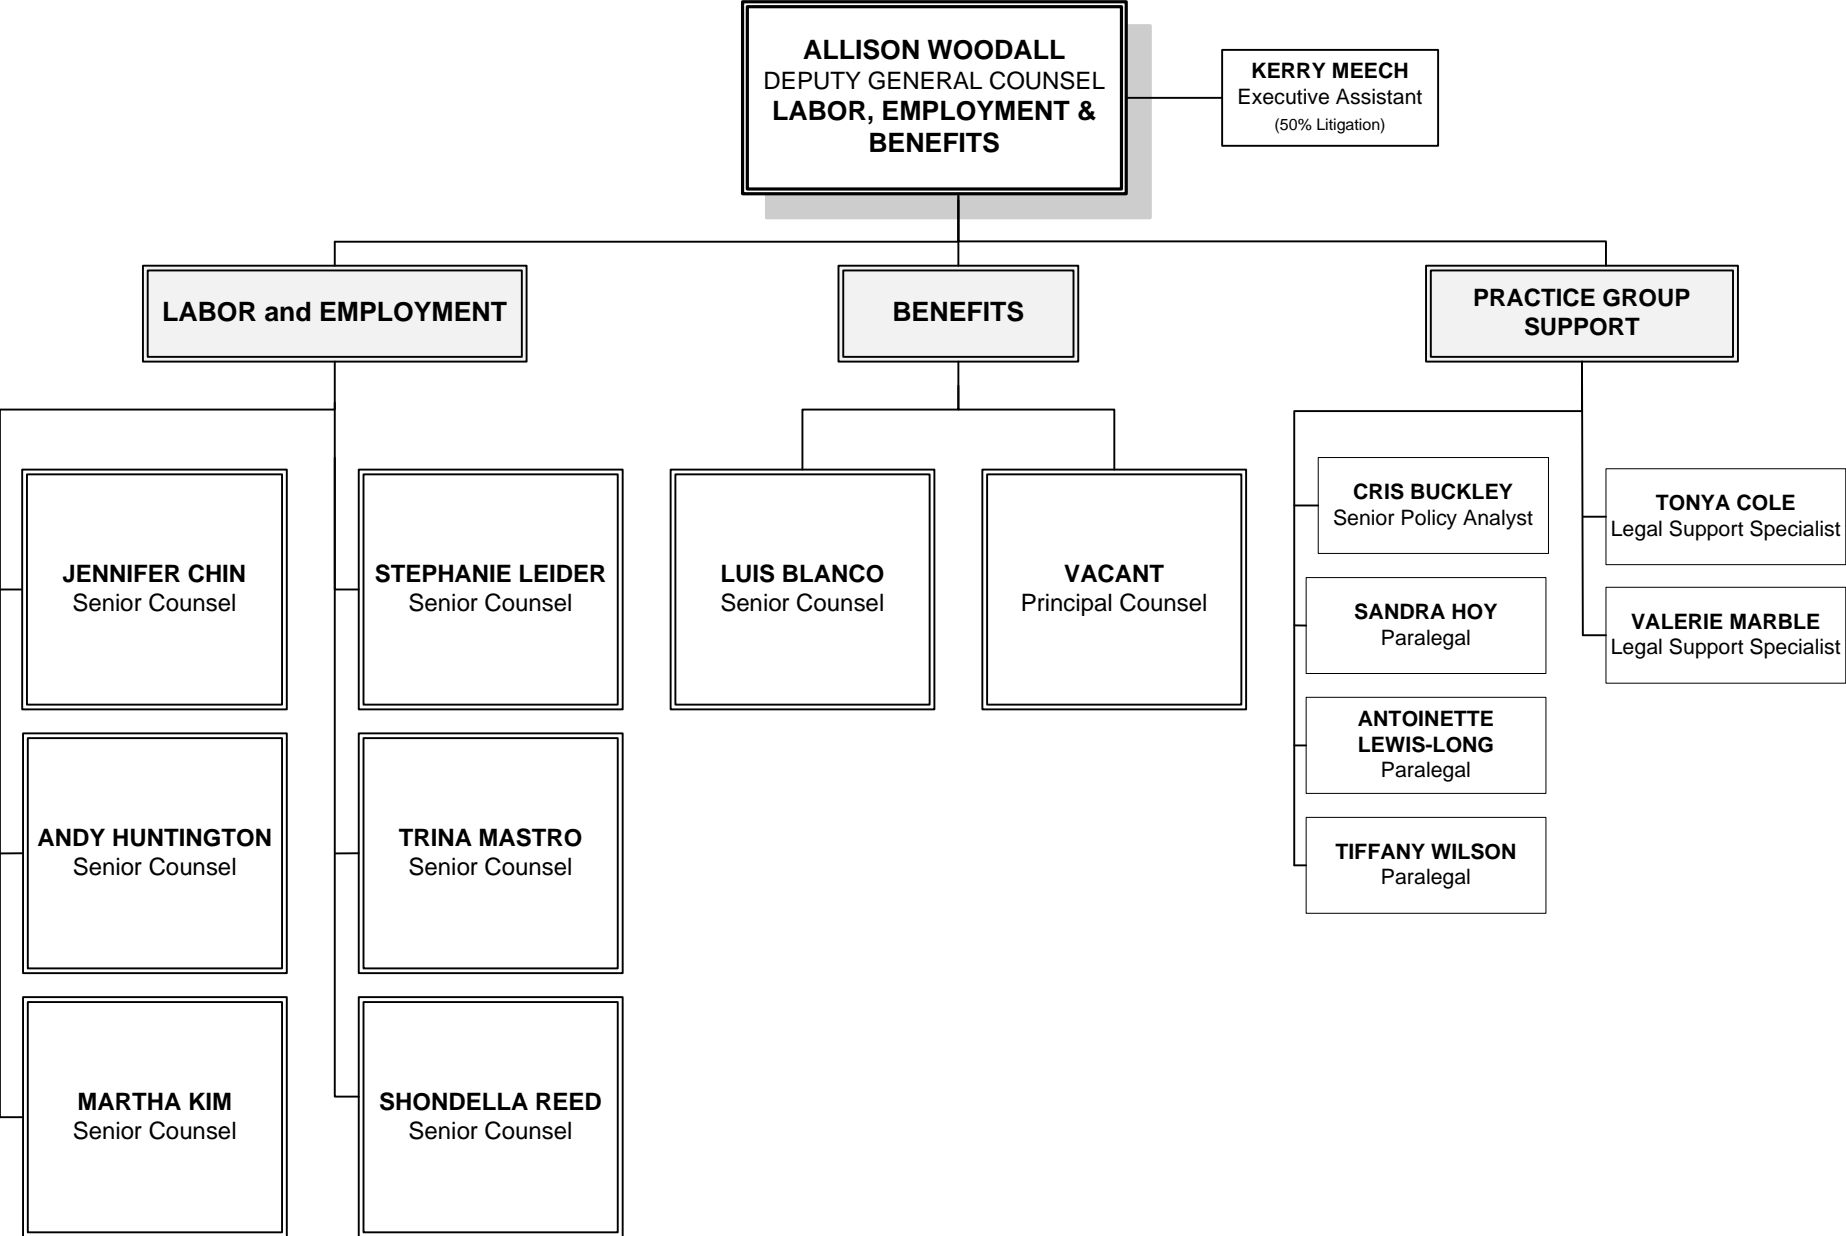 ALLISON WOODALL
DEPUTY GENERAL COUNSEL
LABOR, EMPLOYMENT &
BENEFITS
KERRY MEECH
Executive Assistant
(50% Litigation)
LABOR and EMPLOYMENT
BENEFITS
PRACTICE GROUP
SUPPORT
JENNIFER CHIN
Senior Counsel
STEPHANIE LEIDER
Senior Counsel
ANDY HUNTINGTON
Senior Counsel
TRINA MASTRO
Senior Counsel
MARTHA KIM
Senior Counsel
SHONDELLA REED
Senior Counsel
LUIS BLANCO
Senior Counsel
VACANT
Principal Counsel
CRIS BUCKLEY
Senior Policy Analyst
SANDRA HOY
Paralegal
ANTOINETTE
LEWIS-LONG
Paralegal
TIFFANY WILSON
Paralegal
TONYA COLE
Legal Support Specialist
VALERIE MARBLE
Legal Support Specialist